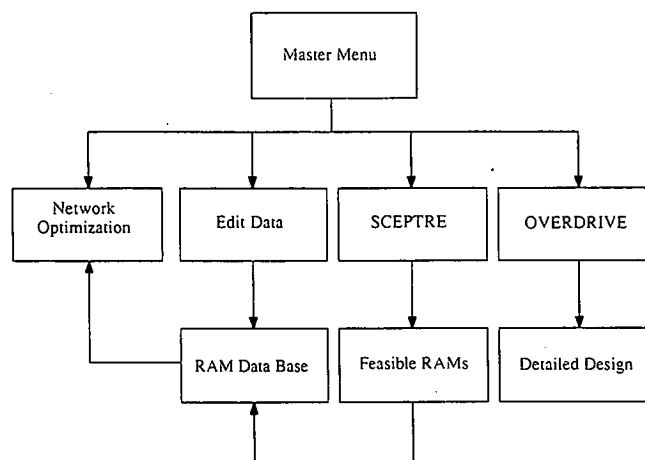 Master Menu
Network
Optimization
Edit Data
SCEPTRE
OVERDRIVE
RAM Data Base
Feasible RAMs
Detailed Design